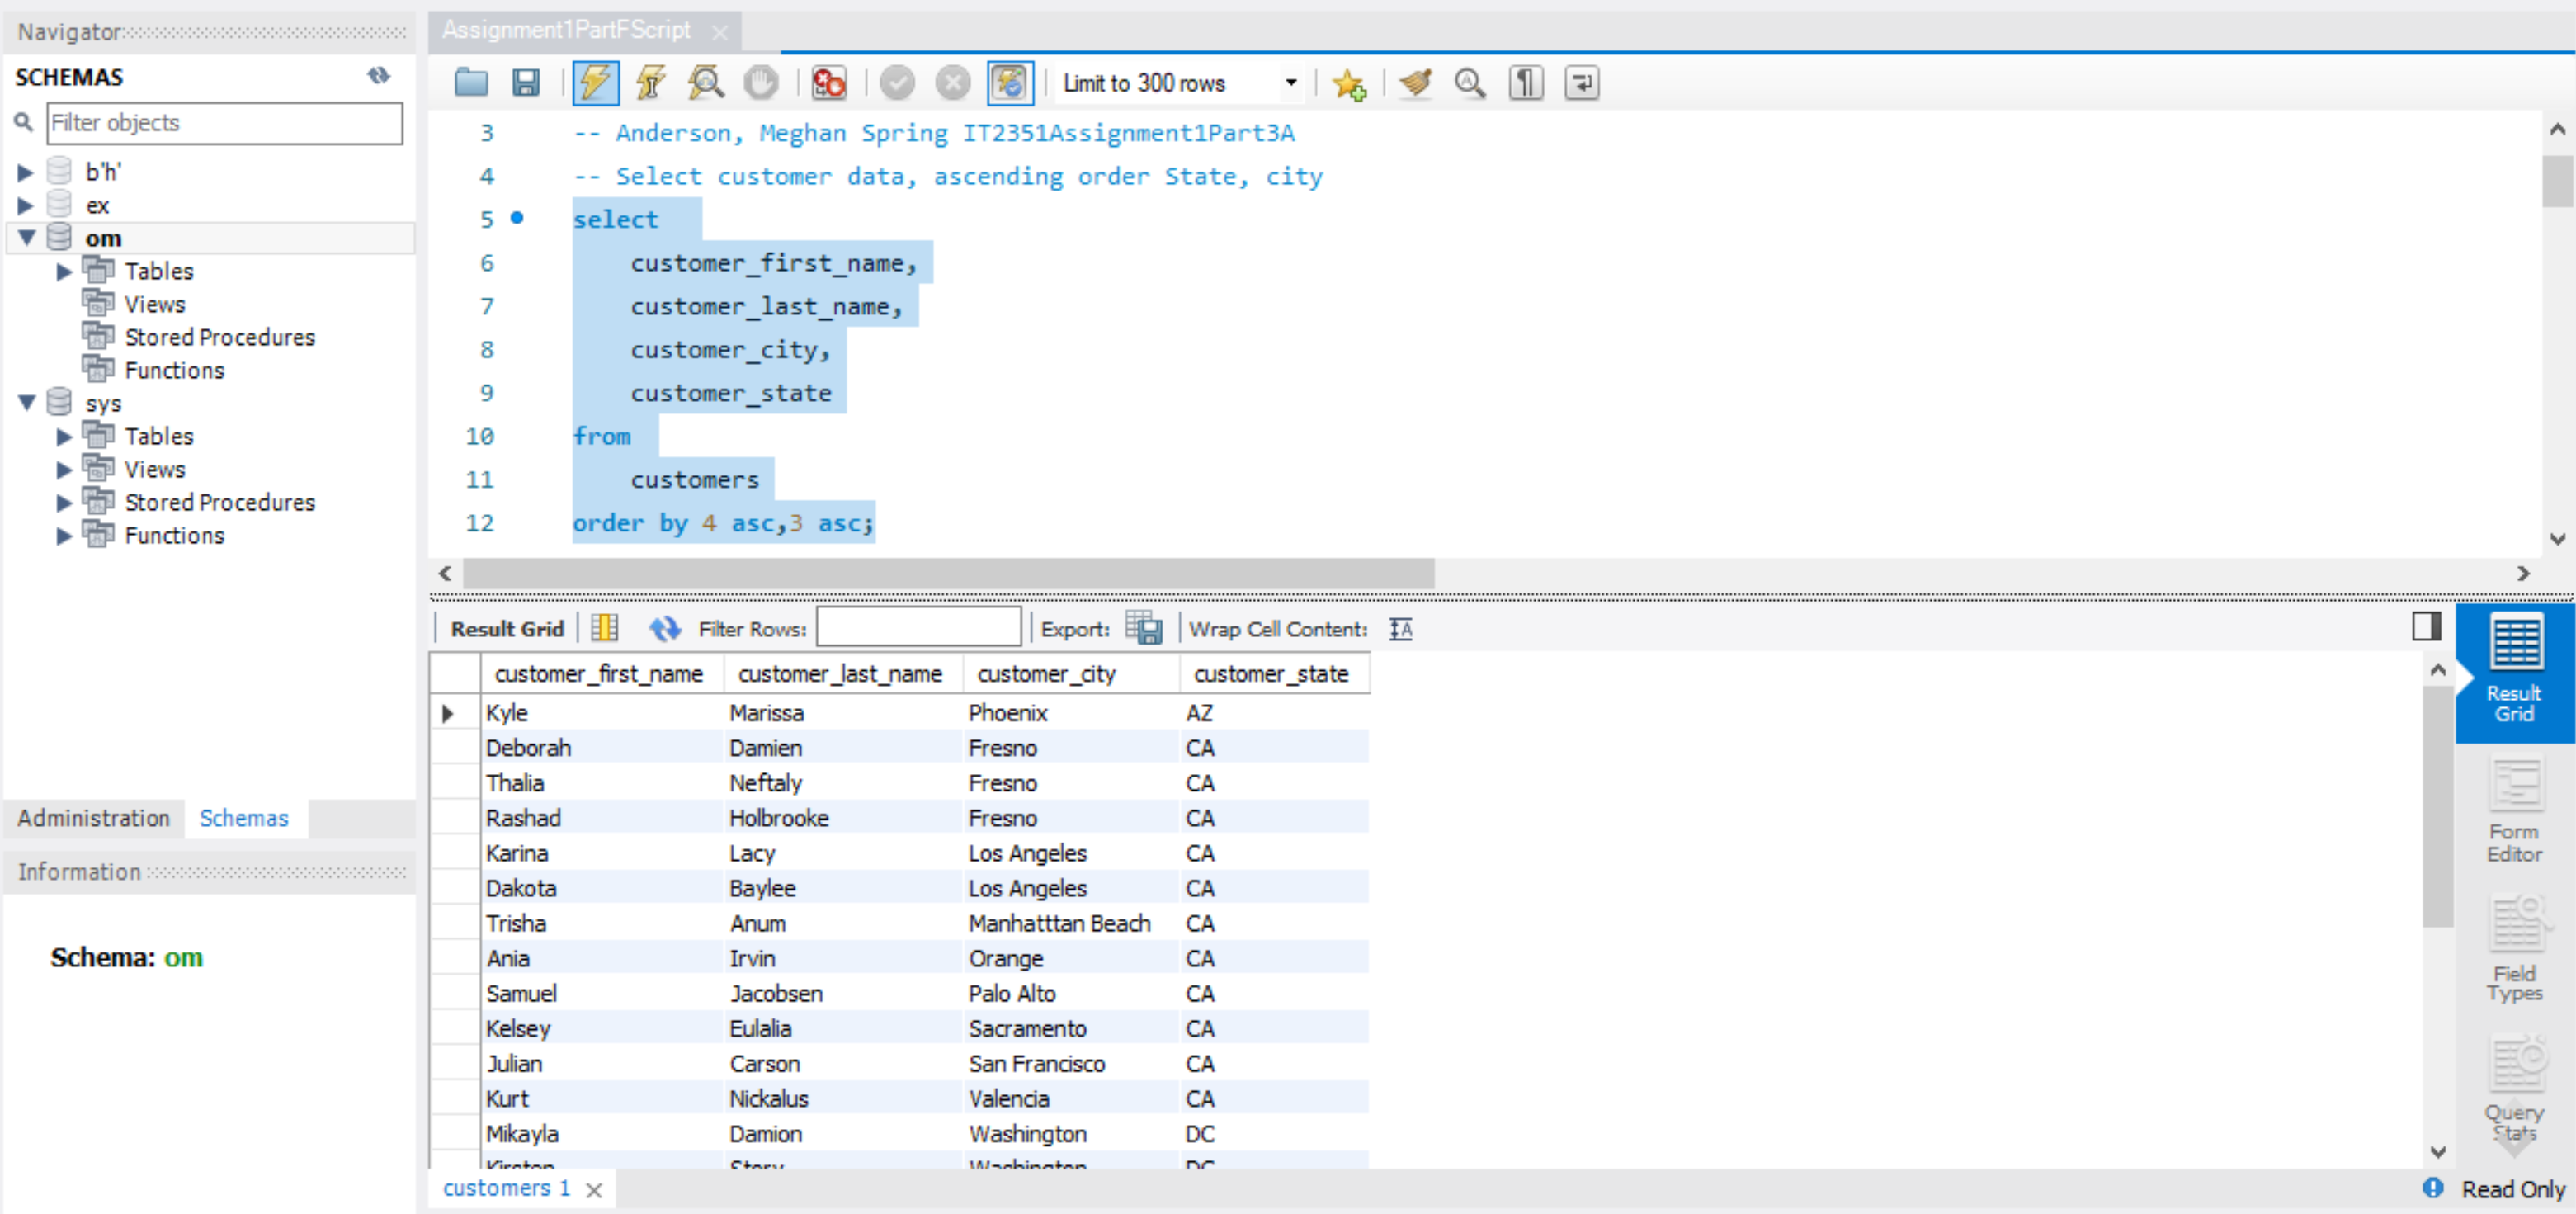 Navigator
SCHEMAS
Filter objects
b'h'
ex
om
Tables
Views
Stored Procedures
Functions
sys
Tables
Views
Stored Procedures
Functions
Administration Schemas
Information
Schema: om
Assignment1PartFScript
Limit to 300 rows
3 -- Anderson, Meghan Spring IT2351Assignment1Part3A
4 -- Select customer data, ascending order State, city
5 select
6 customer_first_name,
7 customer_last_name,
8 customer_city,
9 customer_state
10 from
11 customers
12 order by 4 asc,3 asc;
Result Grid Filter Rows: Export: Wrap Cell Content:
customer_first_name customer_last_name customer_city customer_state
Kyle Marissa Phoenix AZ
Deborah Damien Fresno CA
Thalia Neftaly Fresno CA
Rashad Holbrooke Fresno CA
Karina Lacy Los Angeles CA
Dakota Baylee Los Angeles CA
Trisha Anum Manhatttan Beach CA
Ania Irvin Orange CA
Samuel Jacobsen Palo Alto CA
Kelsey Eulalia Sacramento CA
Julian Carson San Francisco CA
Kurt Nickalus Valencia CA
Mikayla Damion Washington DC
Kirsten Story Washington DC
Result
Grid
Form
Editor
Field
Types
Query
Stats
customers 1
Read Only